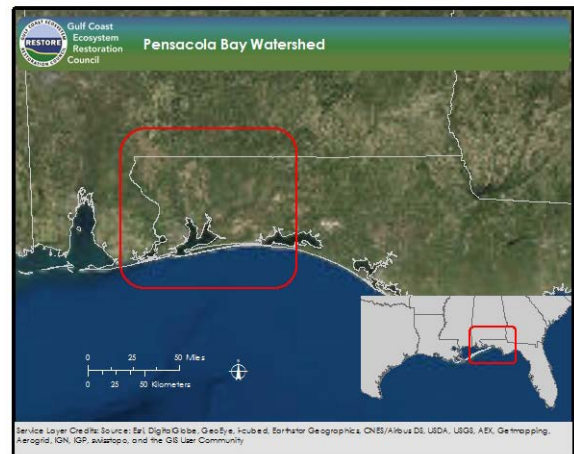 RESTORE
Gulf Coast
Ecosystem
Restoration
Council
Pensacola Bay Watershed
0 25 50 Miles
0 25 50 Kilometers
Service Layer Credits: Source: Esri, DigitalGlobe, GeoEye, i-cubed, Earthstar Geographics, CNES/Airbus DS, USDA, USGS, AEX, Getmapping,
Aerogrid, IGN, IGP, swisstopo, and the GIS User Community